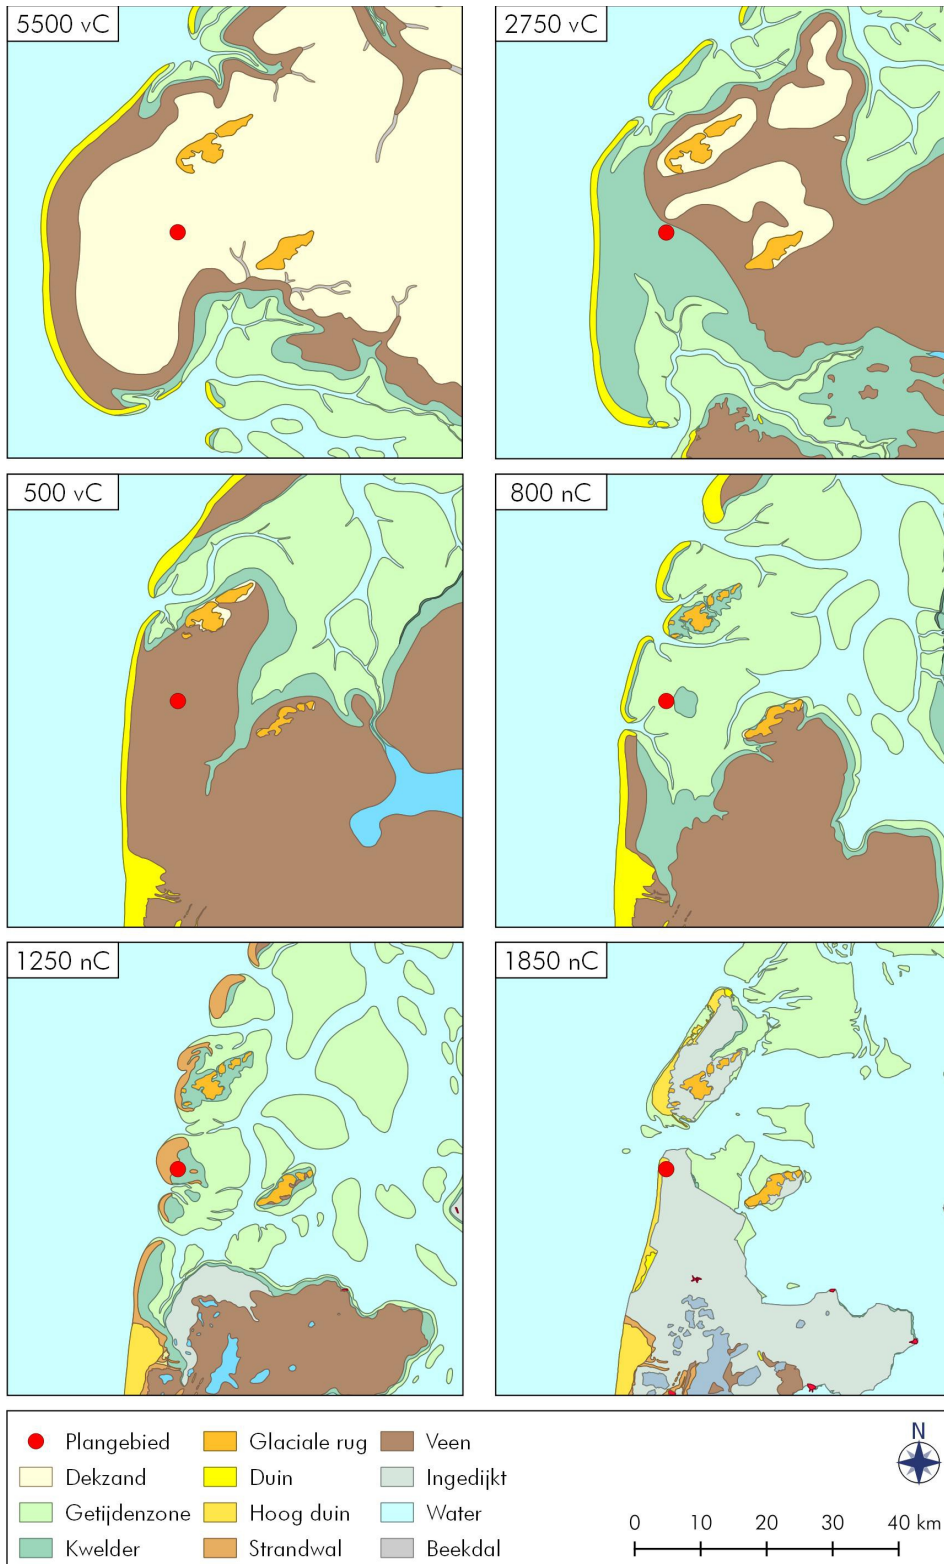 5500 vC
2750 vC
500 vC
800 nC
1250 nC
1850 nC
Plangebied
Glaciale rug
Veen
Dekzand
Duin
Ingedijkt
Getijdenzone
Hoog duin
Water
Kwelder
Strandwal
Beekdal
N
0 10 20 30 40 km